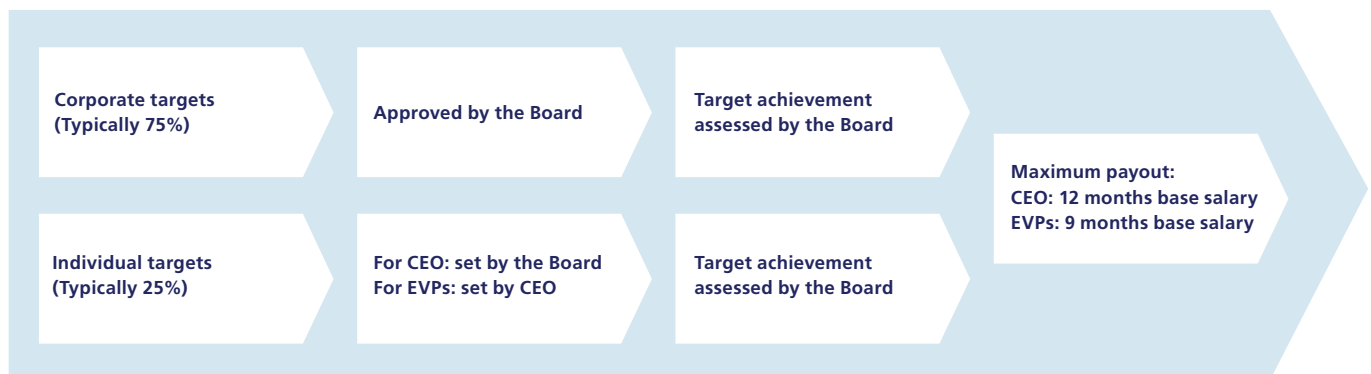 Corporate targets
(Typically 75%)
Approved by the Board
Target achievement
assessed by the Board
Individual targets
(Typically 25%)
For CEO: set by the Board
For EVPs: set by CEO
Target achievement
assessed by the Board
Maximum payout:
CEO: 12 months base salary
EVPs: 9 months base salary